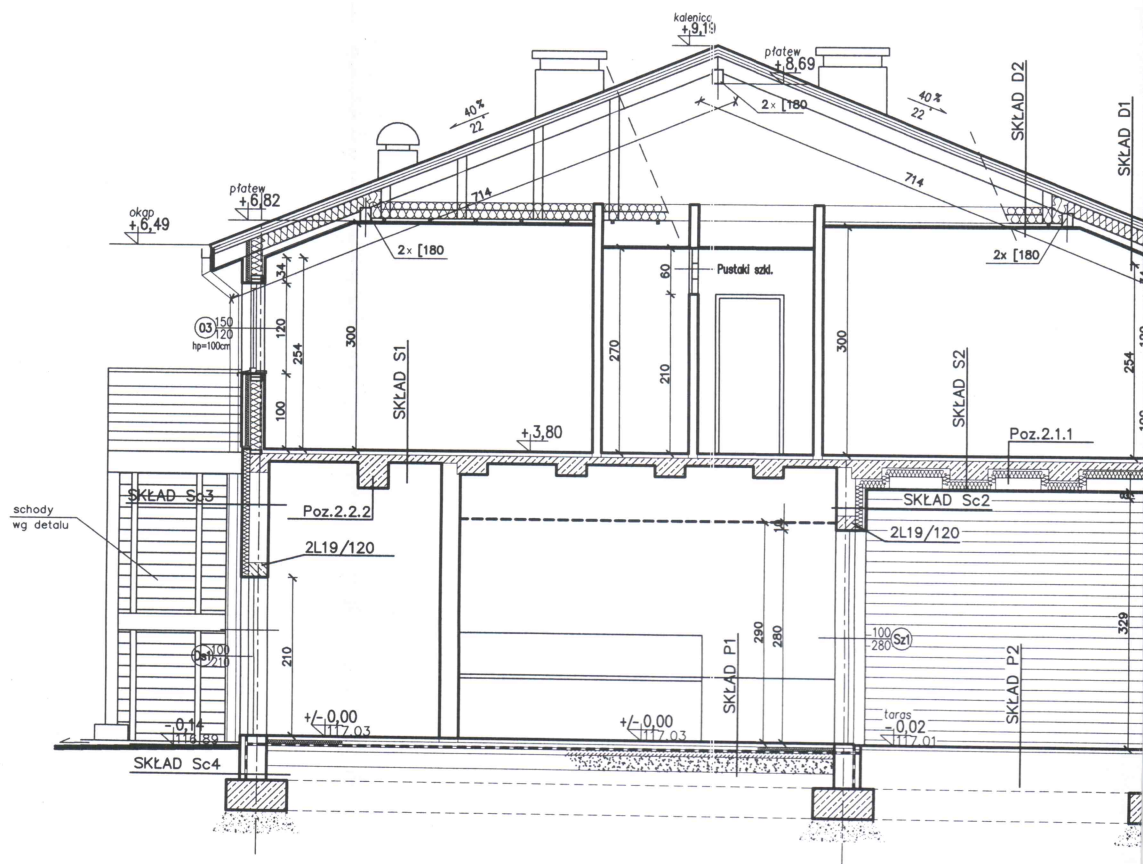 kalenica
+9,19
płatew
+8,69
2x [180
SKŁAD D2
SKŁAD D1
40%
22°
40%
22°
714
714
płatew
+6,82
okap
+6,49
2x [180
2x [180
34
60
Pustaki szkl.
O3
150
120
hp=100cm
120
254
300
270
210
300
254
100
100
SKŁAD S1
SKŁAD S2
+3,80
Poz.2.1.1
SKŁAD Sc3
SKŁAD Sc2
schody
wg detalu
Poz.2.2.2
2L19/120
2L19/120
10
8
210
290
280
329
Ds1
100
210
100
280
Sz1
SKŁAD P1
SKŁAD P2
-0,14
116.89
+/-0,00
117.03
+/-0,00
117.03
taras
-0,02
117.01
SKŁAD Sc4